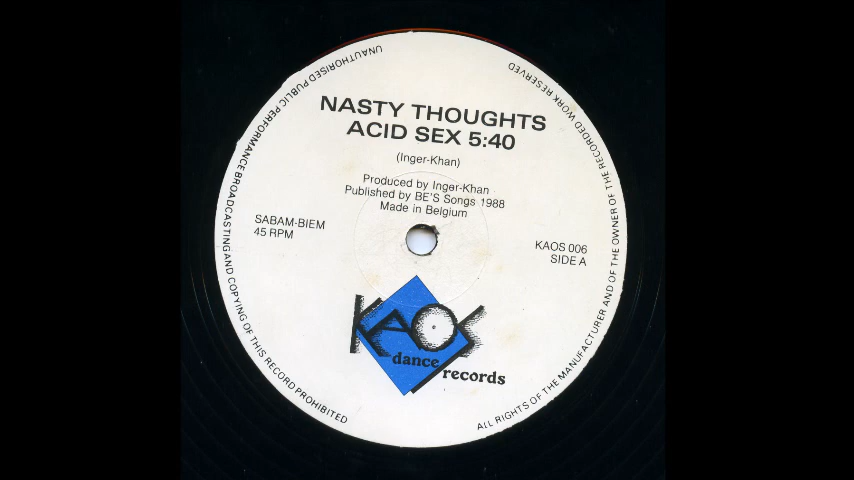 NASTY THOUGHTS
ACID SEX 5:40
(Inger-Khan)
Produced by Inger-Khan
Published by BE'S Songs 1988
Made in Belgium
SABAM-BIEM
45 RPM
KAOS 006
SIDE A
KAOS
dance
records
ALL RIGHTS OF THE MANUFACTURER AND OF THE OWNER OF THE RECORDED WORK RESERVED
UNAUTHORISED PUBLIC PERFORMANCE BROADCASTING AND COPYING OF THIS RECORD PROHIBITED